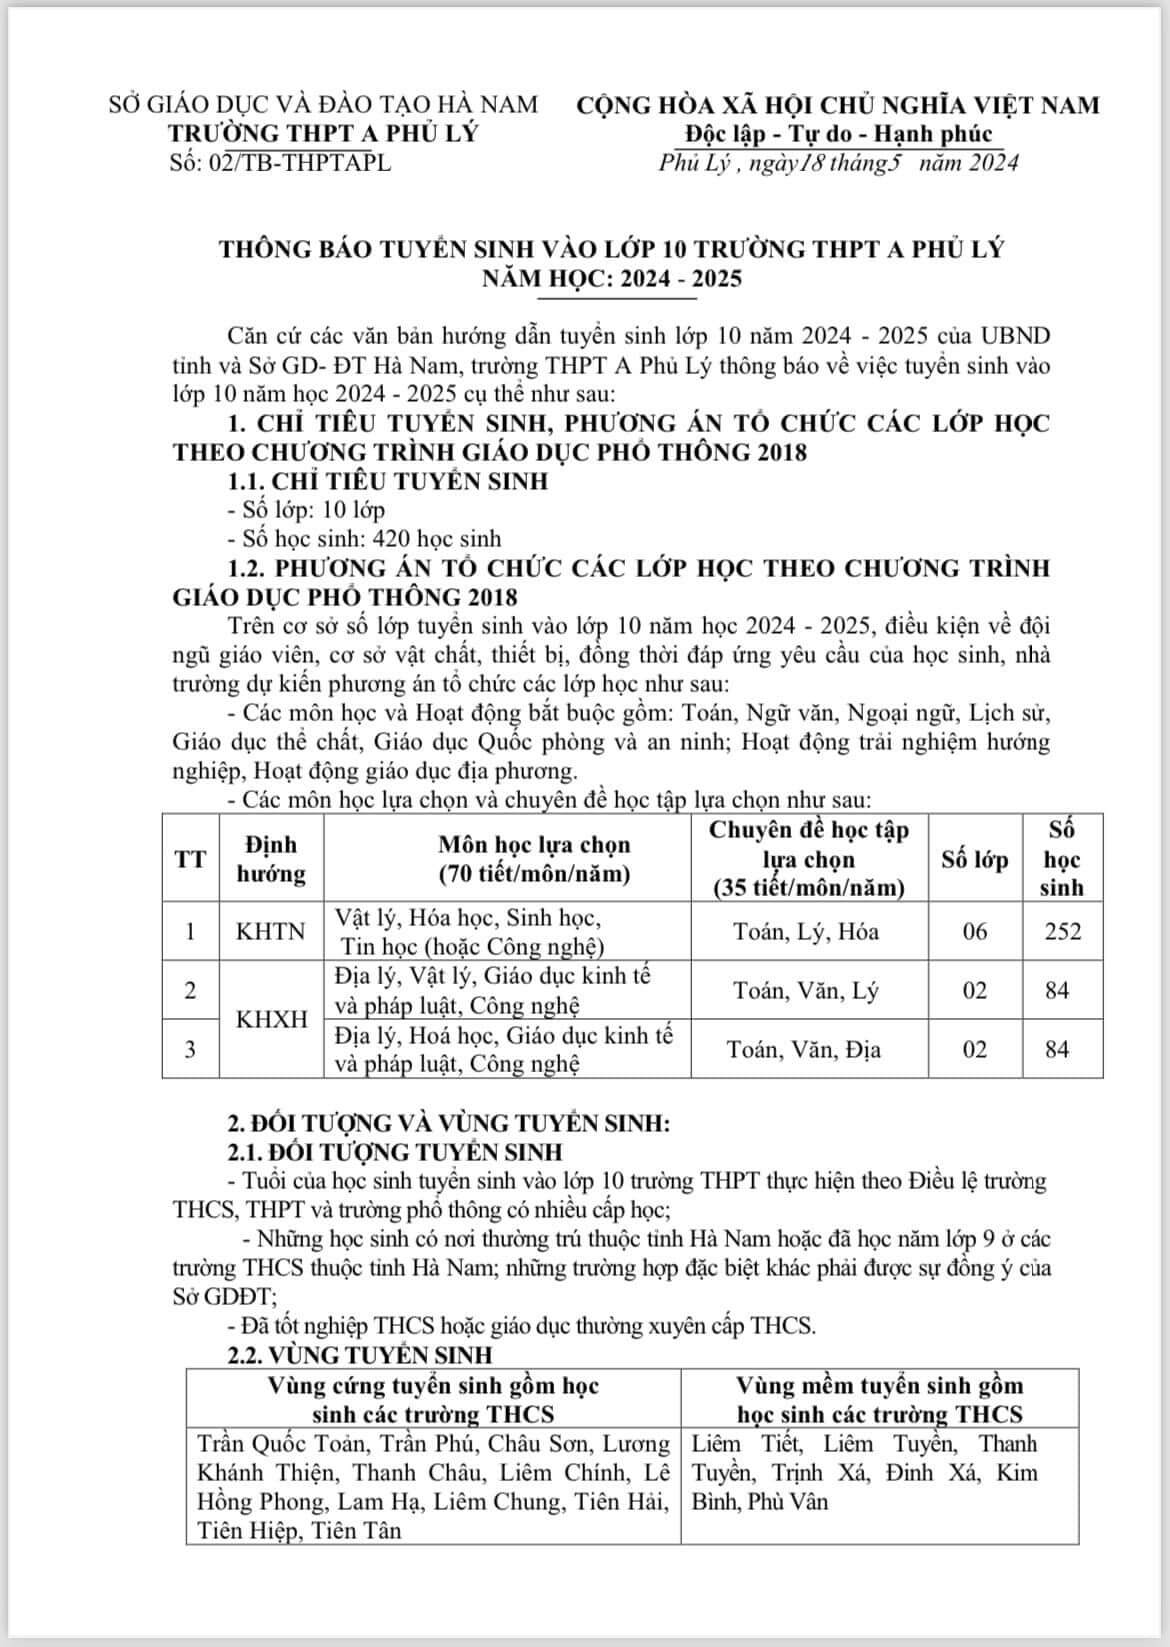 SỞ GIÁO DỤC VÀ ĐÀO TẠO HÀ NAM
TRƯỜNG THPT A PHỦ LÝ
Số: 02/TB-THPTAPL
CỘNG HÒA XÃ HỘI CHỦ NGHĨA VIỆT NAM
Độc lập - Tự do - Hạnh phúc
Phủ Lý , ngày18 tháng5 năm 2024
THÔNG BÁO TUYỂN SINH VÀO LỚP 10 TRƯỜNG THPT A PHỦ LÝ
NĂM HỌC: 2024 - 2025
Căn cứ các văn bản hướng dẫn tuyển sinh lớp 10 năm 2024 - 2025 của UBND
tỉnh và Sở GD- ĐT Hà Nam, trường THPT A Phủ Lý thông báo về việc tuyển sinh vào
lớp 10 năm học 2024 - 2025 cụ thể như sau:
1. CHỈ TIÊU TUYỂN SINH, PHƯƠNG ÁN TỔ CHỨC CÁC LỚP HỌC
THEO CHƯƠNG TRÌNH GIÁO DỤC PHỔ THÔNG 2018
1.1. CHỈ TIÊU TUYỂN SINH
- Số lớp: 10 lớp
- Số học sinh: 420 học sinh
1.2. PHƯƠNG ÁN TỔ CHỨC CÁC LỚP HỌC THEO CHƯƠNG TRÌNH
GIÁO DỤC PHỔ THÔNG 2018
Trên cơ sở số lớp tuyển sinh vào lớp 10 năm học 2024 - 2025, điều kiện về đội
ngũ giáo viên, cơ sở vật chất, thiết bị, đồng thời đáp ứng yêu cầu của học sinh, nhà
trường dự kiến phương án tổ chức các lớp học như sau:
- Các môn học và Hoạt động bắt buộc gồm: Toán, Ngữ văn, Ngoại ngữ, Lịch sử,
Giáo dục thể chất, Giáo dục Quốc phòng và an ninh; Hoạt động trải nghiệm hướng
nghiệp, Hoạt động giáo dục địa phương.
- Các môn học lựa chọn và chuyên đề học tập lựa chọn như sau:
TT
Định
hướng
Môn học lựa chọn
(70 tiết/môn/năm)
Chuyên đề học tập
lựa chọn
(35 tiết/môn/năm)
Số lớp
Số
học
sinh
1
KHTN
Vật lý, Hóa học, Sinh học,
Tin học (hoặc Công nghệ)
Toán, Lý, Hóa
06
252
2
KHXH
Địa lý, Vật lý, Giáo dục kinh tế
và pháp luật, Công nghệ
Toán, Văn, Lý
02
84
3
Địa lý, Hoá học, Giáo dục kinh tế
và pháp luật, Công nghệ
Toán, Văn, Địa
02
84
2. ĐỐI TƯỢNG VÀ VÙNG TUYỂN SINH:
2.1. ĐỐI TƯỢNG TUYỂN SINH
- Tuổi của học sinh tuyển sinh vào lớp 10 trường THPT thực hiện theo Điều lệ trường
THCS, THPT và trường phổ thông có nhiều cấp học;
- Những học sinh có nơi thường trú thuộc tỉnh Hà Nam hoặc đã học năm lớp 9 ở các
trường THCS thuộc tỉnh Hà Nam; những trường hợp đặc biệt khác phải được sự đồng ý của
Sở GDĐT;
- Đã tốt nghiệp THCS hoặc giáo dục thường xuyên cấp THCS.
2.2. VÙNG TUYỂN SINH
Vùng cứng tuyển sinh gồm học
sinh các trường THCS
Vùng mềm tuyển sinh gồm
học sinh các trường THCS
Trần Quốc Toản, Trần Phú, Châu Sơn, Lương
Khánh Thiện, Thanh Châu, Liêm Chính, Lê
Hồng Phong, Lam Hạ, Liêm Chung, Tiên Hải,
Tiên Hiệp, Tiên Tân
Liêm Tiết, Liêm Tuyền, Thanh
Tuyền, Trịnh Xá, Đinh Xá, Kim
Bình, Phù Vân